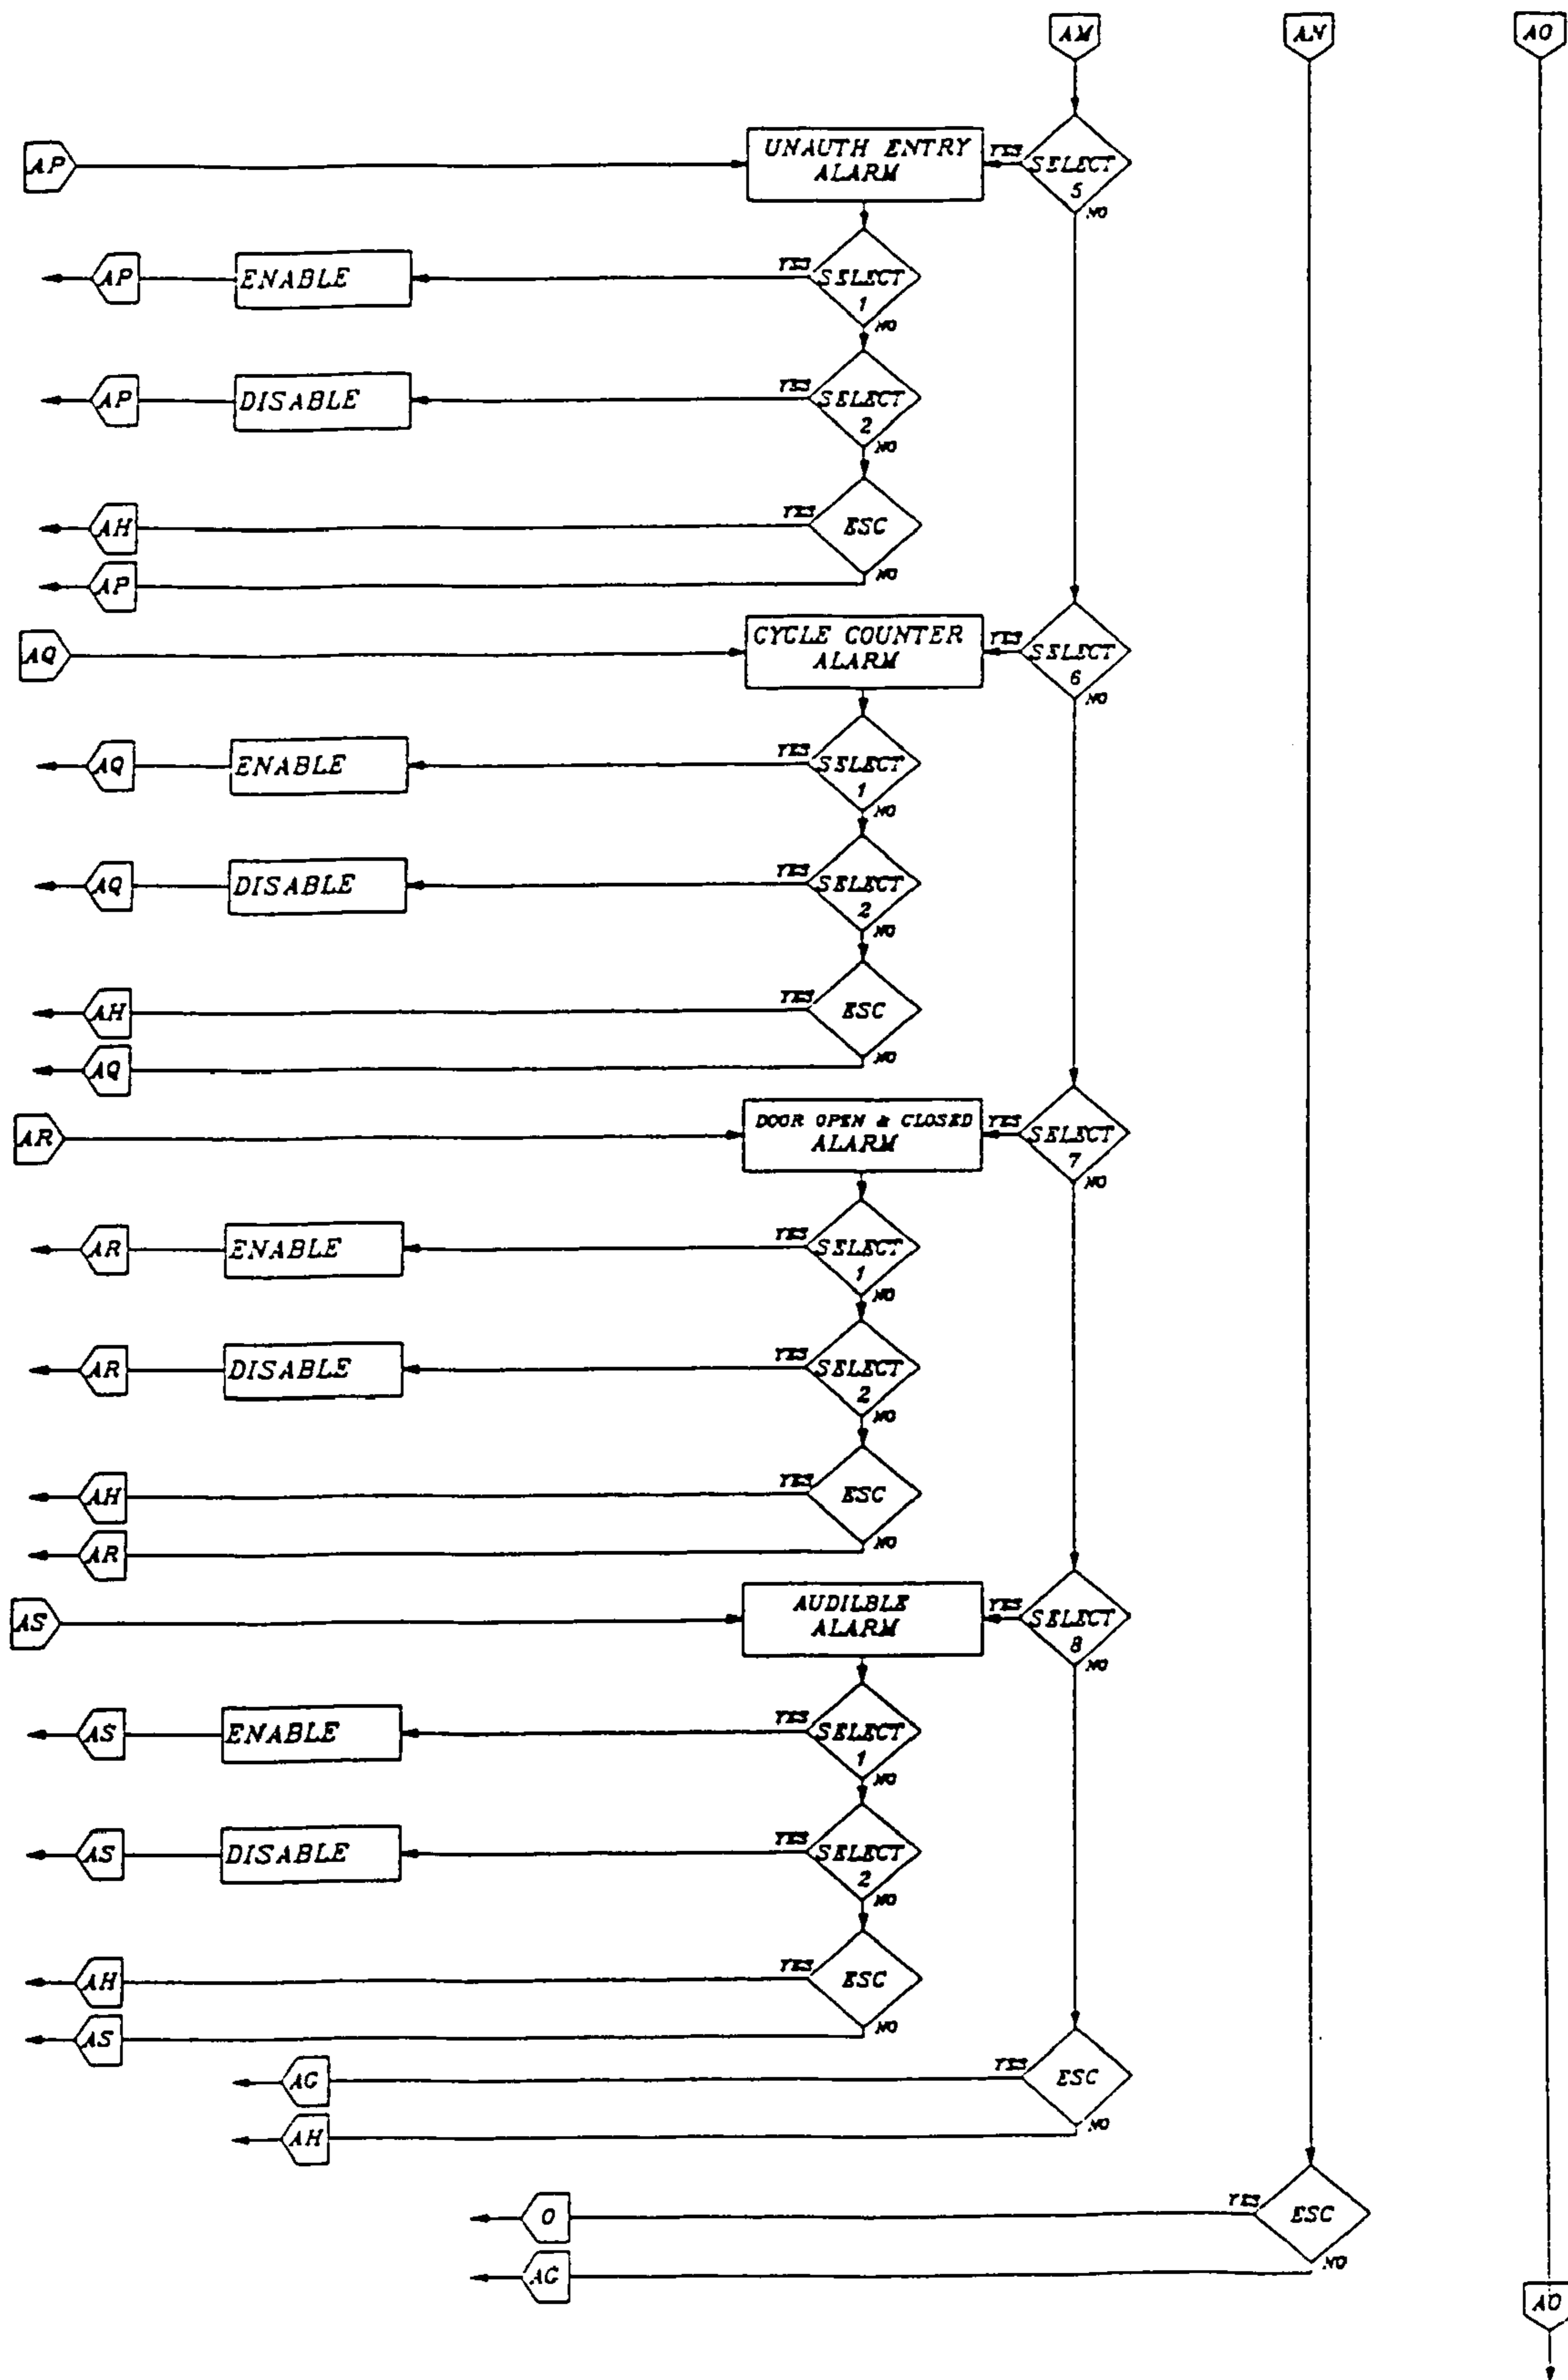 AM AN AO
AP UNAUTH ENTRY YES SELECT
ALARM 5
NO
AP ENABLE YES SELECT
1
NO
AP DISABLE YES SELECT
2
NO
AH YES ESC
AP NO
AQ CYCLE COUNTER YES SELECT
ALARM 6
NO
AQ ENABLE YES SELECT
1
NO
AQ DISABLE YES SELECT
2
NO
AH YES ESC
AQ NO
AR DOOR OPEN & CLOSED YES SELECT
ALARM 7
NO
AR ENABLE YES SELECT
1
NO
AR DISABLE YES SELECT
2
NO
AH YES ESC
AR NO
AS AUDILBLE YES SELECT
ALARM 8
NO
AS ENABLE YES SELECT
1
NO
AS DISABLE YES SELECT
2
NO
AH YES ESC
AS NO
AG YES ESC
AH NO
O YES ESC
AG NO
AO